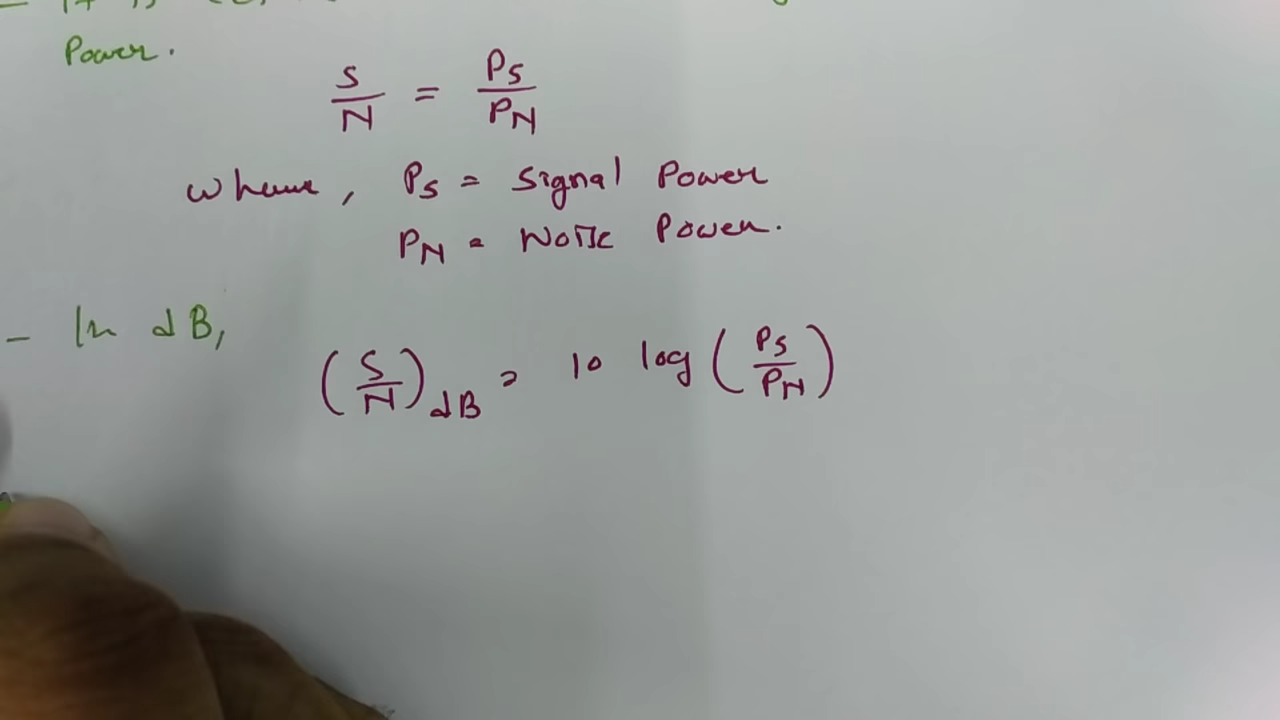 Power.
S/N = PS/PN
where, PS = Signal Power
PN = Noise Power.
- In dB,
(S/N)dB = 10 log (PS/PN)